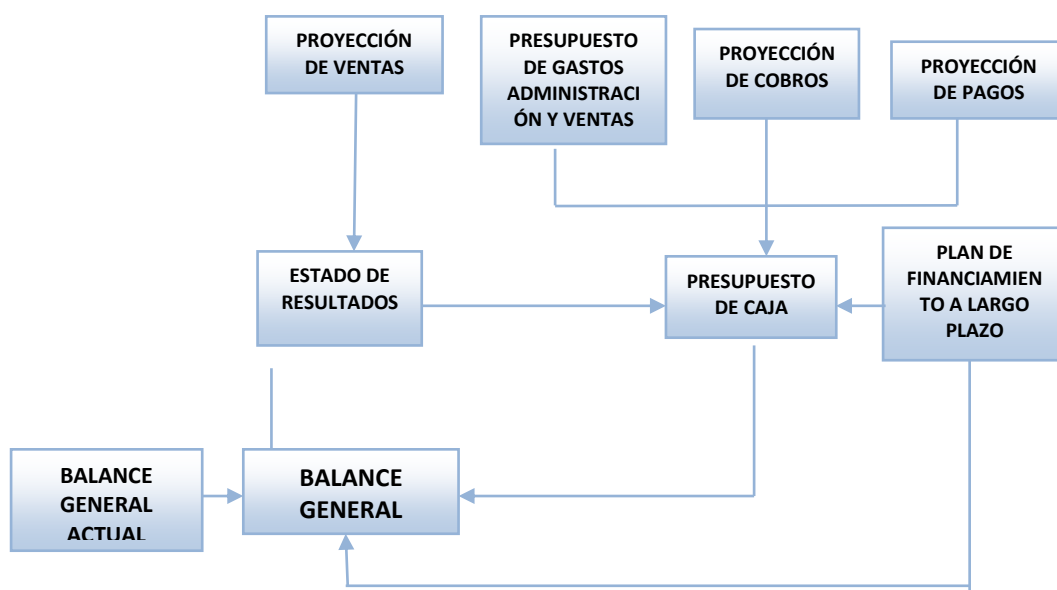 PROYECCIÓN
DE VENTAS
PRESUPUESTO
DE GASTOS
ADMINISTRACI
ÓN Y VENTAS
PROYECCIÓN
DE COBROS
PROYECCIÓN
DE PAGOS
ESTADO DE
RESULTADOS
PRESUPUESTO
DE CAJA
PLAN DE
FINANCIAMIEN
TO A LARGO
PLAZO
BALANCE
GENERAL
ACTUAL
BALANCE
GENERAL